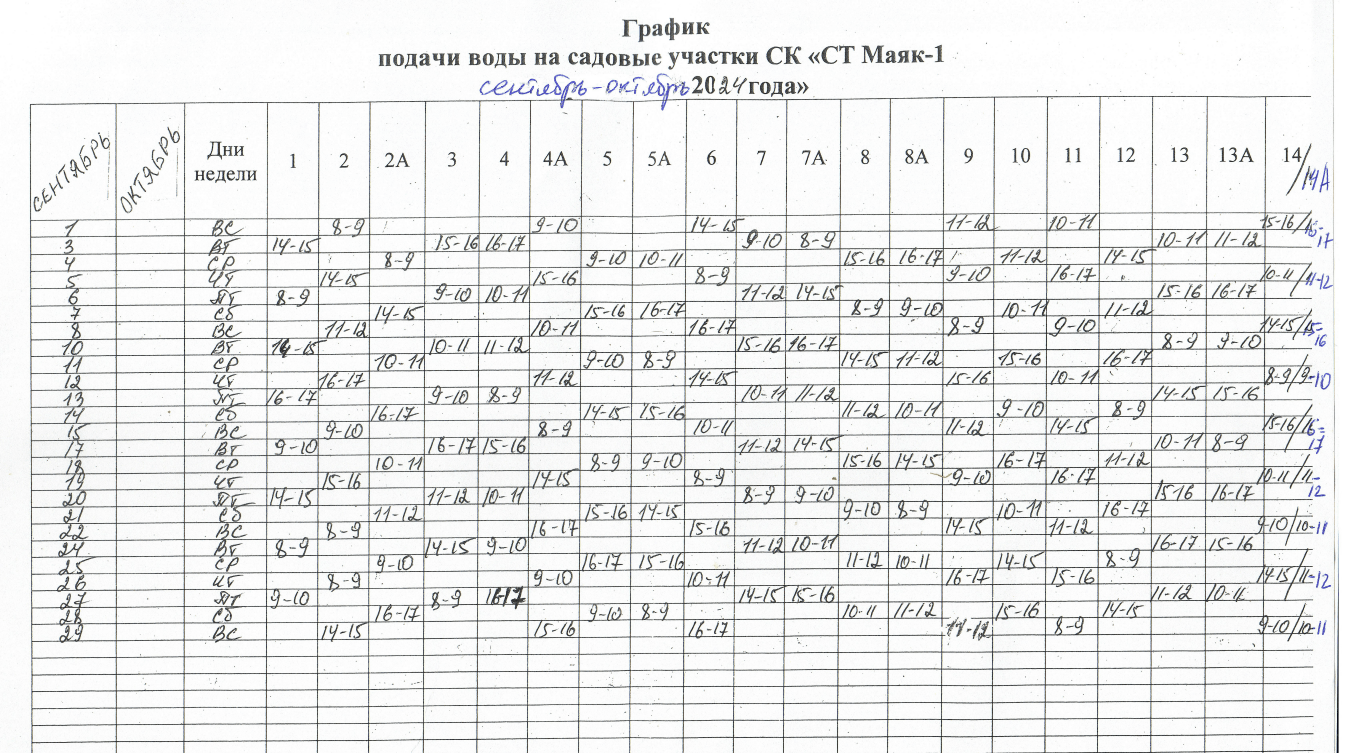 График
подачи воды на садовые участки СК «СТ Маяк-1
сентябрь-октябрь 2024 года»
СЕНТЯБРЬ ОКТЯБРЬ Дни недели 1 2 2А 3 4 4А 5 5А 6 7 7А 8 8А 9 10 11 12 13 13А 14/14А
1 ВС 8-9 9-10 14-15 11-12 10-11 15-16/16-17
3 ВТ 14-15 15-16 16-17 9-10 8-9 10-11 11-12
4 СР 8-9 9-10 10-11 15-16 16-17 11-12 14-15
5 ЧТ 14-15 15-16 8-9 9-10 16-17 10-11/11-12
6 ПТ 8-9 9-10 10-11 11-12 14-15 15-16 16-17
7 Сб 14-15 15-16 16-17 8-9 9-10 10-11 11-12
8 ВС 11-12 10-11 16-17 8-9 9-10 14-15/15-16
10 ВТ 14-15 10-11 11-12 15-16 16-17 8-9 9-10
11 СР 10-11 9-10 8-9 14-15 11-12 15-16 16-17
12 ЧТ 16-17 11-12 14-15 15-16 10-11 8-9/9-10
13 ПТ 16-17 9-10 8-9 10-11 11-12 14-15 15-16
14 Сб 16-17 14-15 15-16 11-12 10-11 9-10 8-9
15 ВС 9-10 8-9 10-11 11-12 14-15 15-16/16-17
17 ВТ 9-10 16-17 15-16 11-12 14-15 10-11 8-9
18 СР 10-11 8-9 9-10 15-16 14-15 16-17 11-12
19 ЧТ 15-16 14-15 8-9 9-10 16-17 10-11/11-12
20 ПТ 14-15 11-12 10-11 8-9 9-10 15-16 16-17
21 Сб 11-12 15-16 14-15 9-10 8-9 10-11 16-17
22 ВС 8-9 16-17 15-16 14-15 11-12 9-10/10-11
24 ВТ 8-9 14-15 9-10 11-12 10-11 16-17 15-16
25 СР 9-10 16-17 15-16 11-12 10-11 14-15 8-9
26 ЧТ 8-9 9-10 10-11 16-17 15-16 14-15/11-12
27 ПТ 9-10 8-9 16-17 14-15 15-16 11-12 10-11
28 Сб 16-17 9-10 8-9 10-11 11-12 15-16 14-15
29 ВС 14-15 15-16 16-17 11-12 8-9 9-10/10-11